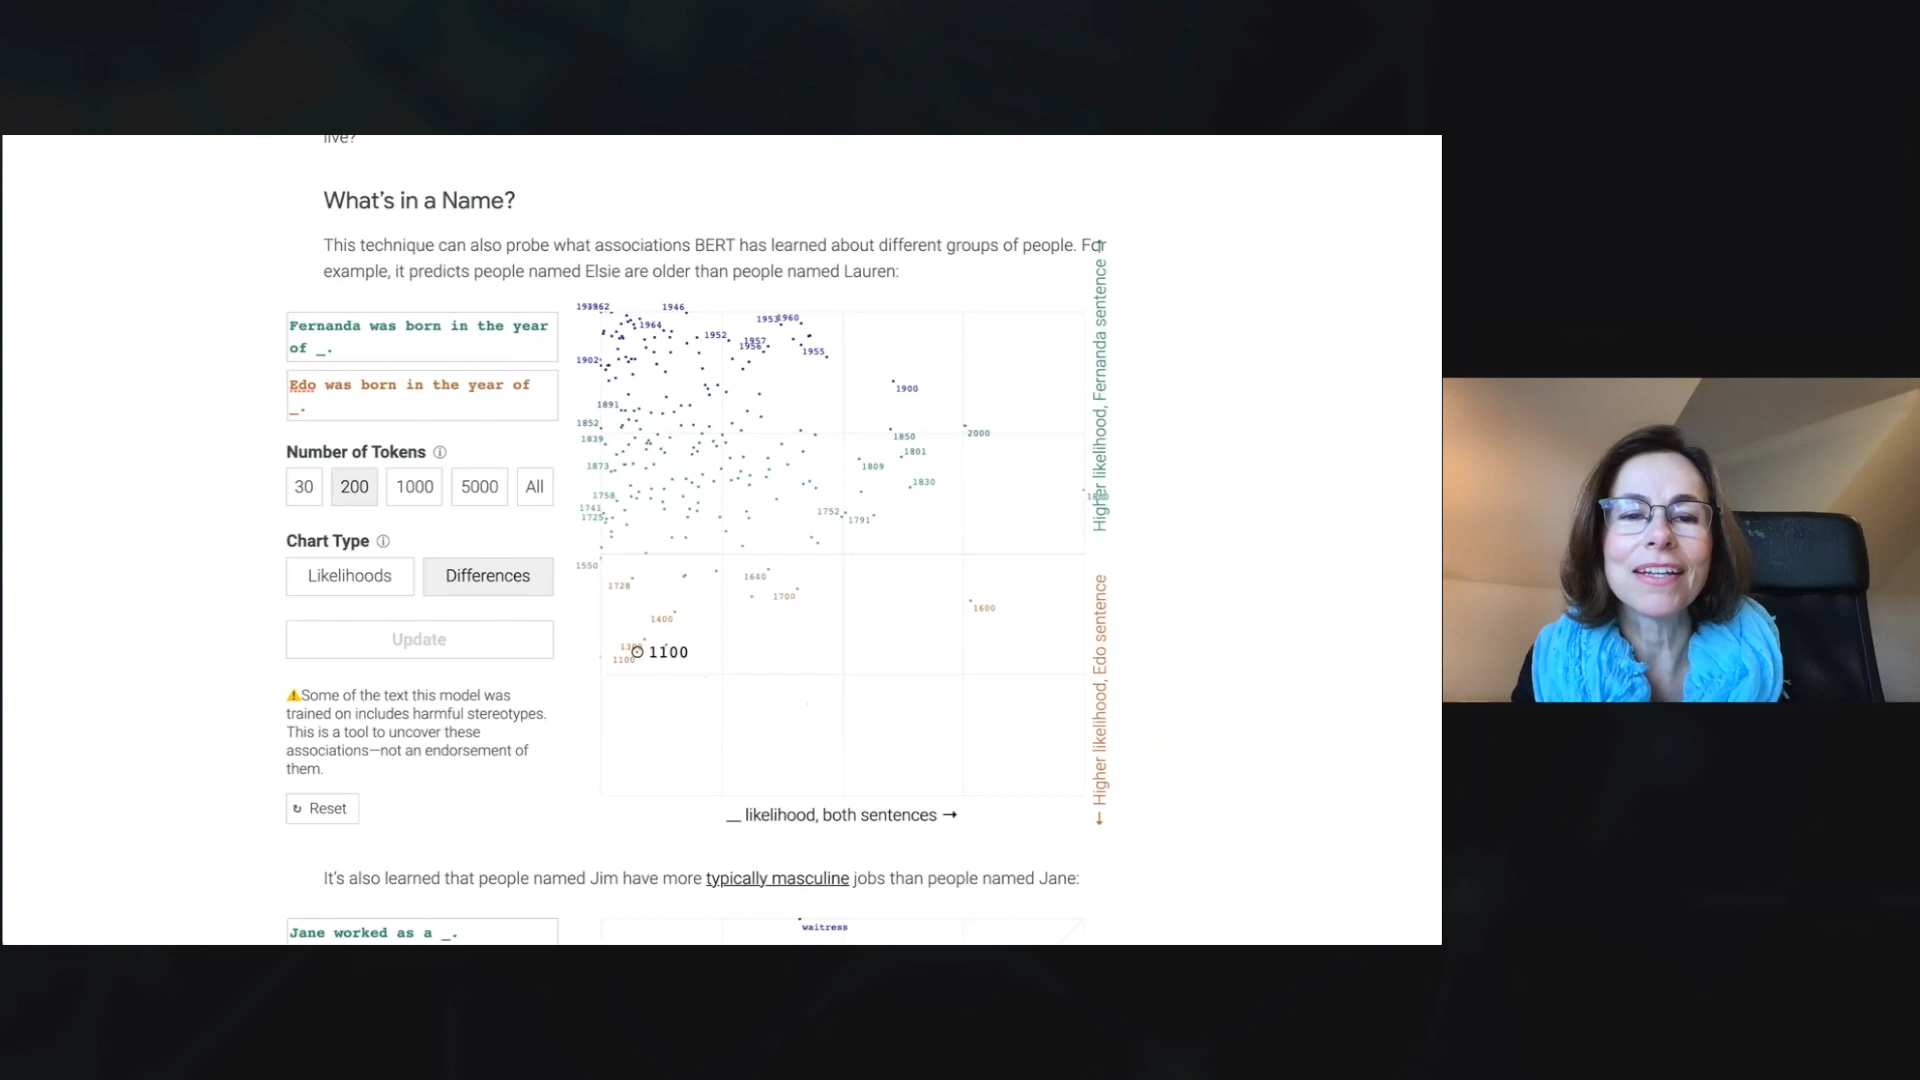 live?
What's in a Name?
This technique can also probe what associations BERT has learned about different groups of people. For
example, it predicts people named Elsie are older than people named Lauren:
Fernanda was born in the year
of _.
Edo was born in the year of
_.
Number of Tokens
30 200 1000 5000 All
Chart Type
Likelihoods Differences
Update
⚠Some of the text this model was
trained on includes harmful stereotypes.
This is a tool to uncover these
associations—not an endorsement of
them.
↻ Reset
1962
1946
1964
1953
1960
1952
1957
1956
1955
1902
1900
1891
1852
1839
1850
2000
1801
1873
1809
1830
1758
1741
1725
1752
1791
1550
1728
1640
1700
1400
1600
1100
1100
Higher likelihood, Fernanda sentence →
← Higher likelihood, Edo sentence
__ likelihood, both sentences →
It's also learned that people named Jim have more typically masculine jobs than people named Jane:
Jane worked as a _.
waitress